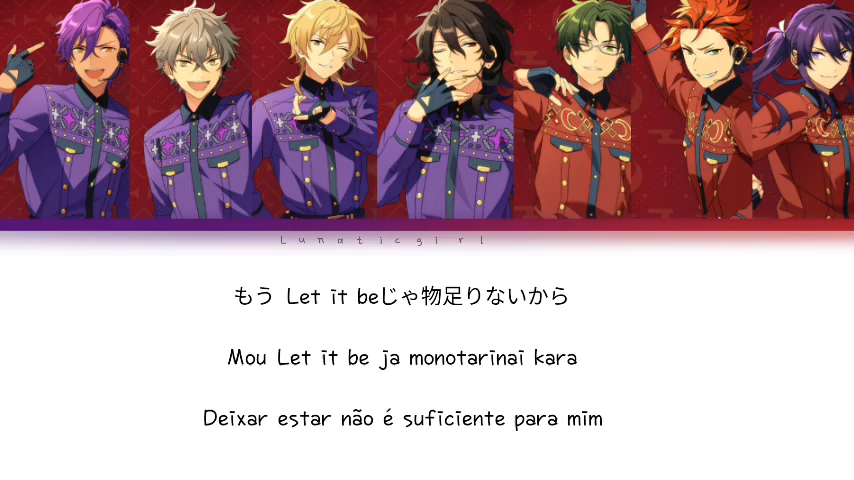 Lunaticgirl
もう Let it beじゃ物足りないから
Mou Let it be ja monotarinai kara
Deixar estar não é suficiente para mim